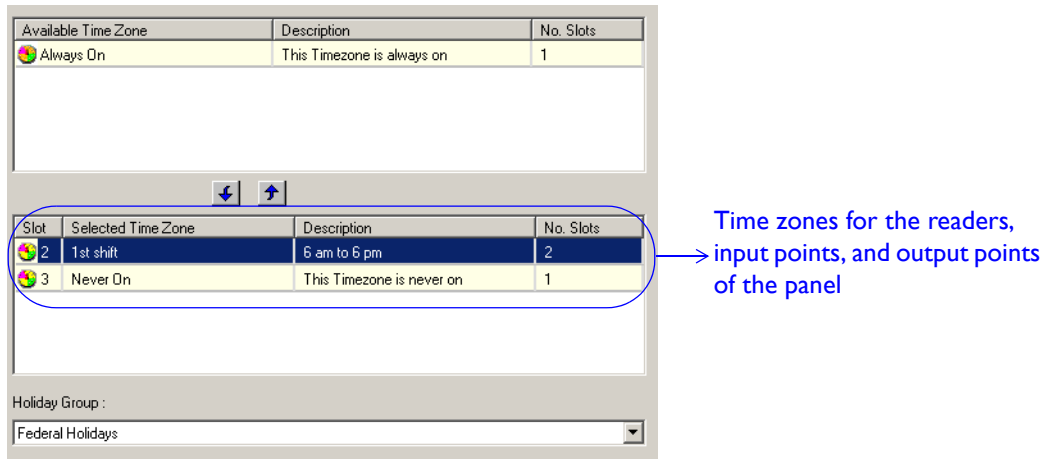 Available Time Zone Description No. Slots
Always On This Timezone is always on 1
Slot Selected Time Zone Description No. Slots
2 1st shift 6 am to 6 pm 2
3 Never On This Timezone is never on 1
Time zones for the readers,
input points, and output points
of the panel
Holiday Group :
Federal Holidays